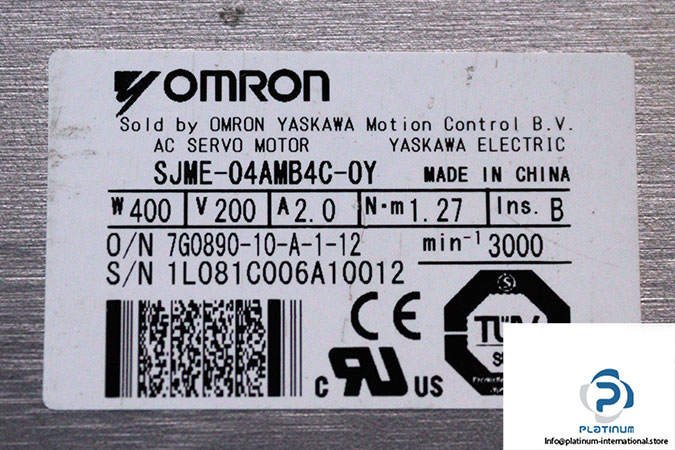 OMRON
Sold by OMRON YASKAWA Motion Control B.V.
AC SERVO MOTOR YASKAWA ELECTRIC
SJME-04AMB4C-OY MADE IN CHINA
W 400 V 200 A 2.0 N·m 1.27 Ins. B
O/N 7G0890-10-A-1-12 min-1 3000
S/N 1L081C006A10012
CE
TÜV
C US
PLATINUM
Info@platinum-international.store